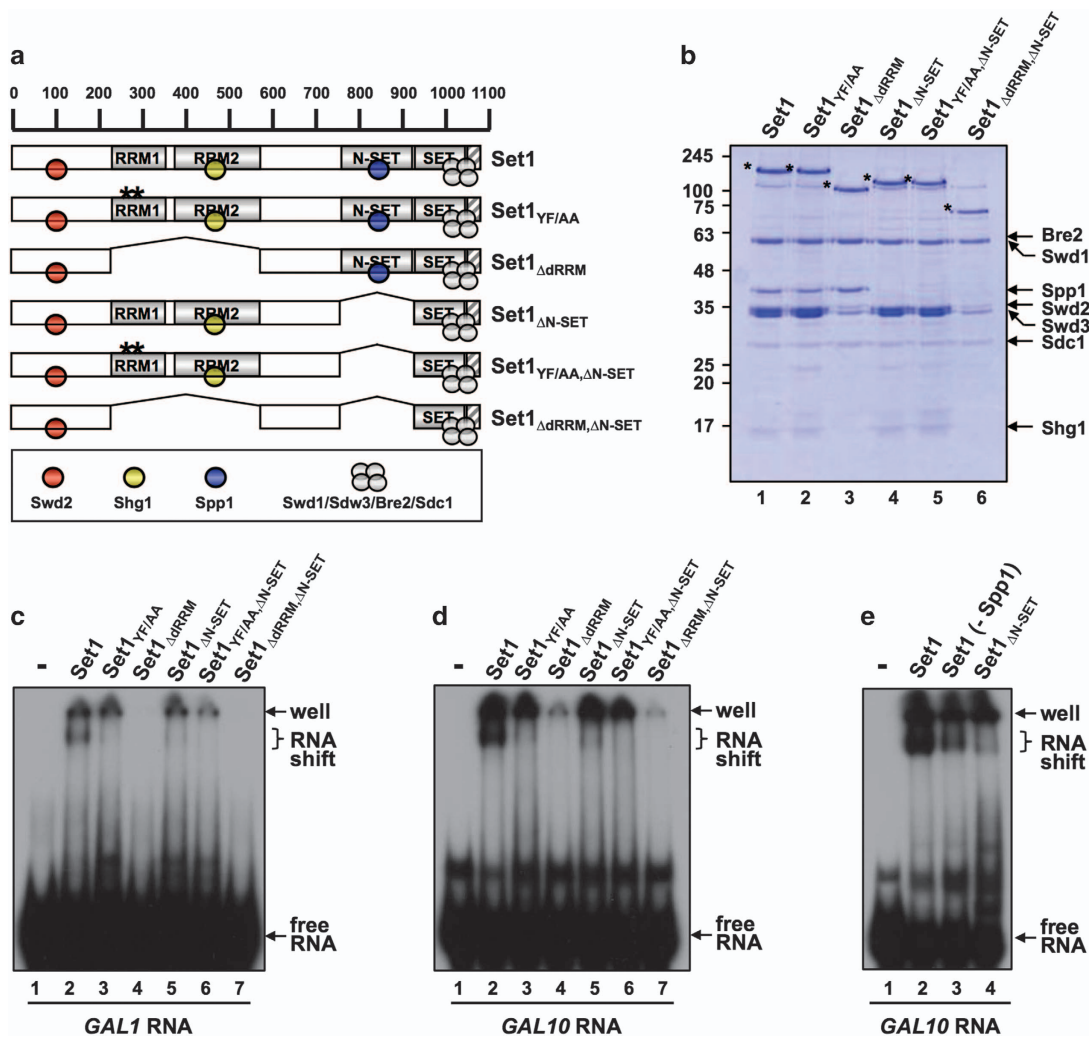 a
0 100 200 300 400 500 600 700 800 900 1000 1100
RRM1 RRM2 N-SET SET Set1
**
RRM1 RRM2 N-SET SET Set1YF/AA
N-SET SET Set1ΔdRRM
RRM1 RRM2 SET Set1ΔN-SET
**
RRM1 RRM2 SET Set1YF/AA,ΔN-SET
SET Set1ΔdRRM,ΔN-SET
Swd2 Shg1 Spp1 Swd1/Sdw3/Bre2/Sdc1
b
Set1 Set1YF/AA Set1ΔdRRM Set1ΔN-SET Set1YF/AA,ΔN-SET Set1ΔdRRM,ΔN-SET
245
100
75
63
48
35
25
20
17
* * * * * *
Bre2
Swd1
Spp1
Swd2
Swd3
Sdc1
Shg1
1 2 3 4 5 6
c
- Set1 Set1YF/AA Set1ΔdRRM Set1ΔN-SET Set1YF/AA,ΔN-SET Set1ΔdRRM,ΔN-SET
well
} RNA
shift
free
RNA
1 2 3 4 5 6 7
GAL1 RNA
d
- Set1 Set1YF/AA Set1ΔdRRM Set1ΔN-SET Set1YF/AA,ΔN-SET Set1ΔRRM,ΔN-SET
well
} RNA
shift
free
RNA
1 2 3 4 5 6 7
GAL10 RNA
e
- Set1 Set1 (- Spp1) Set1ΔN-SET
well
} RNA
shift
free
RNA
1 2 3 4
GAL10 RNA